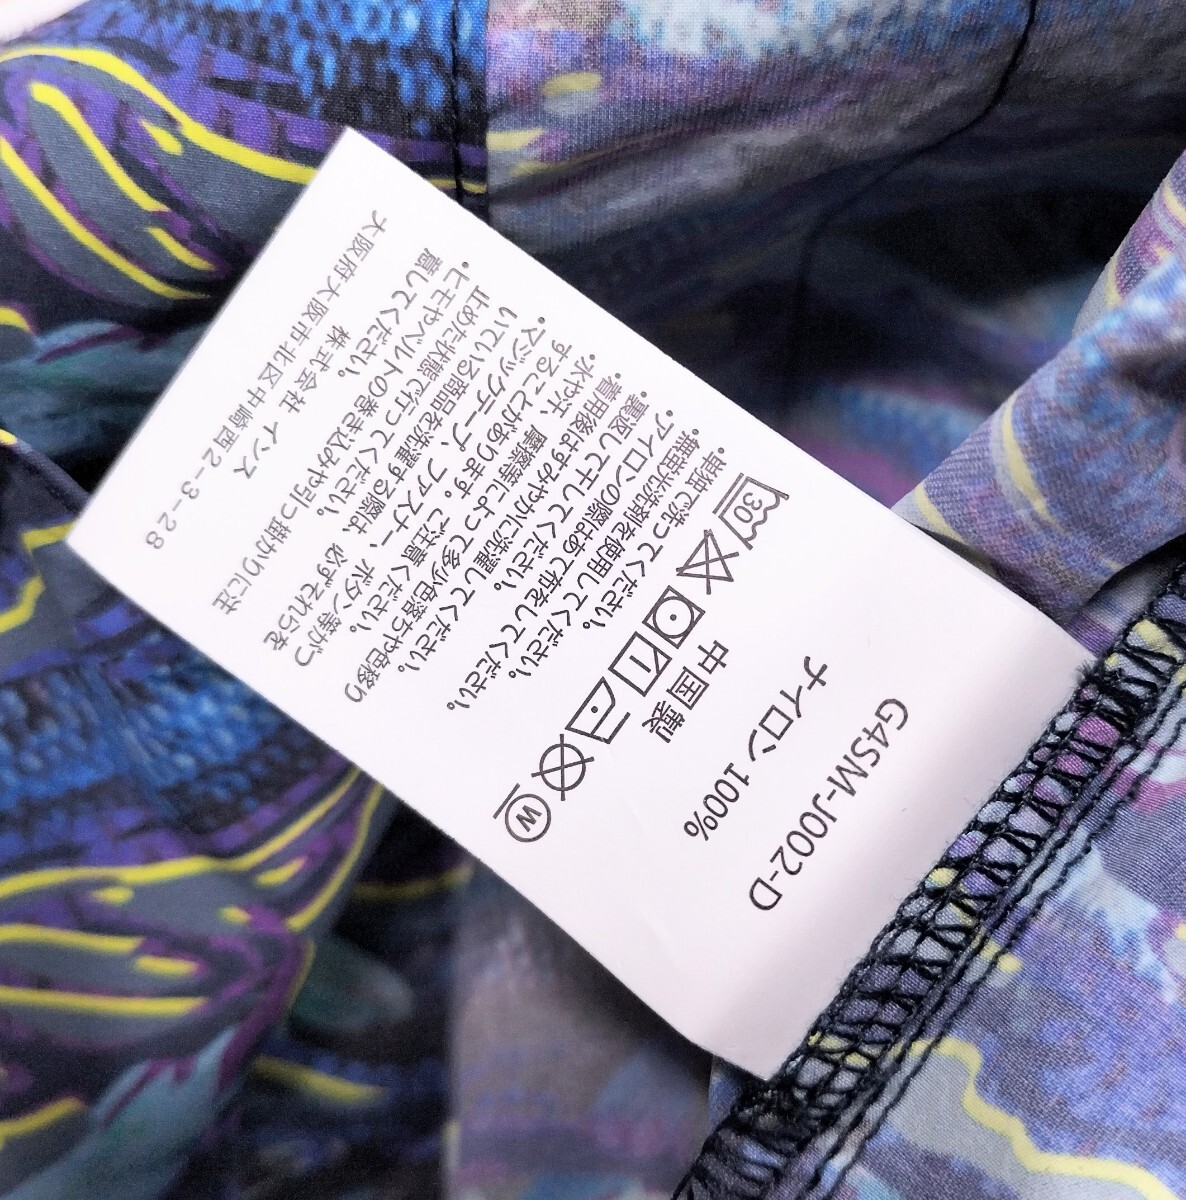 G4SM-J002-D
ナイロン 100%
中国製
30
W
・単独で洗ってください。
・無蛍光洗剤を使用してください。
・アイロンの際はあて布をしてください。
・裏返して干してください。
・着用後はすみやかに洗濯してください。
・水や汗、摩擦等によって多少色落ちや色移り
することがあります。ご注意ください。
・マジックテープ、ファスナー、ボタン等がつ
いている商品を洗濯する際は、必ずそれらを
止めた状態で行ってください。
・ヒモやベルトの巻き込みや引っ掛かりに注
意してください。
株式会社 インス
大阪府大阪市北区中崎西2-3-28